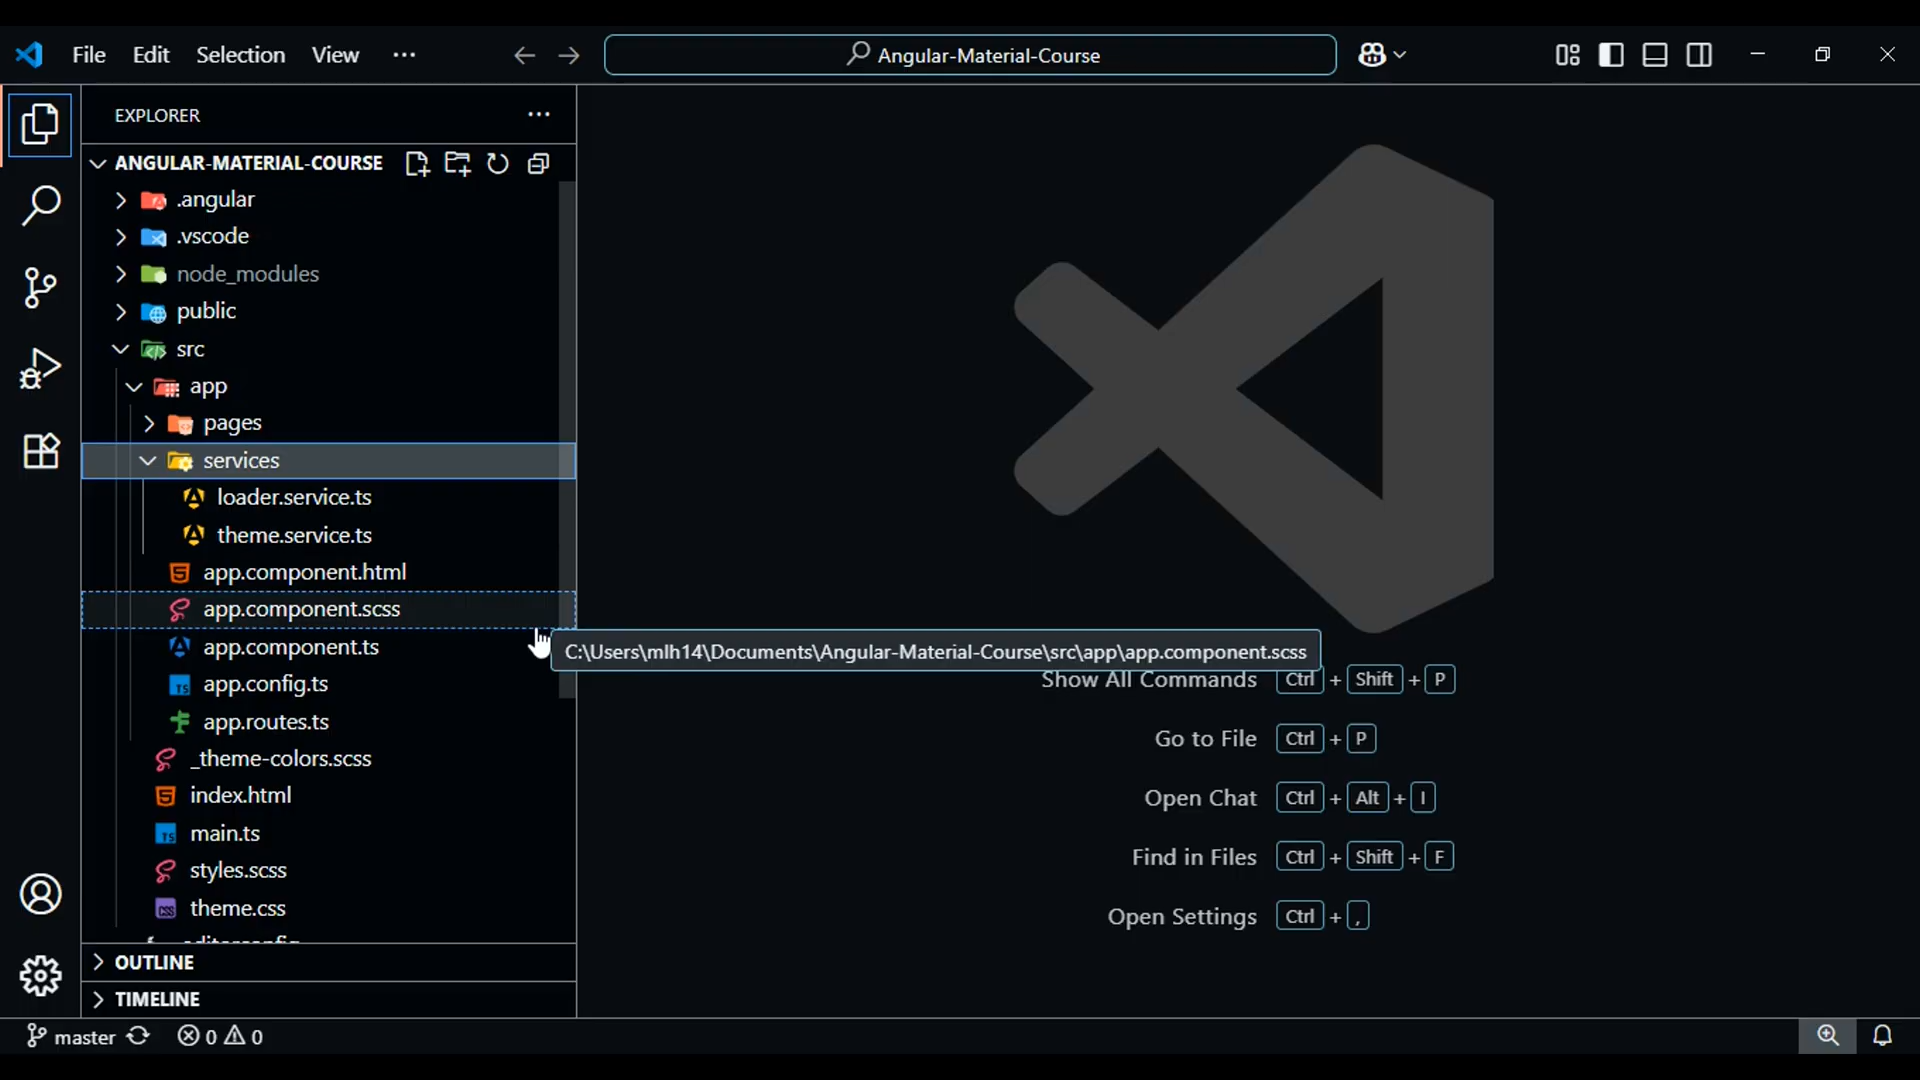 File Edit Selection View ···
Angular-Material-Course
EXPLORER
ANGULAR-MATERIAL-COURSE
.angular
.vscode
node_modules
public
src
app
pages
services
loader.service.ts
theme.service.ts
app.component.html
app.component.scss
app.component.ts
app.config.ts
app.routes.ts
_theme-colors.scss
index.html
main.ts
styles.scss
theme.css
OUTLINE
TIMELINE
C:\Users\mlh14\Documents\Angular-Material-Course\src\app\app.component.scss
Show All Commands Ctrl + Shift + P
Go to File Ctrl + P
Open Chat Ctrl + Alt + I
Find in Files Ctrl + Shift + F
Open Settings Ctrl + ,
master 0 0